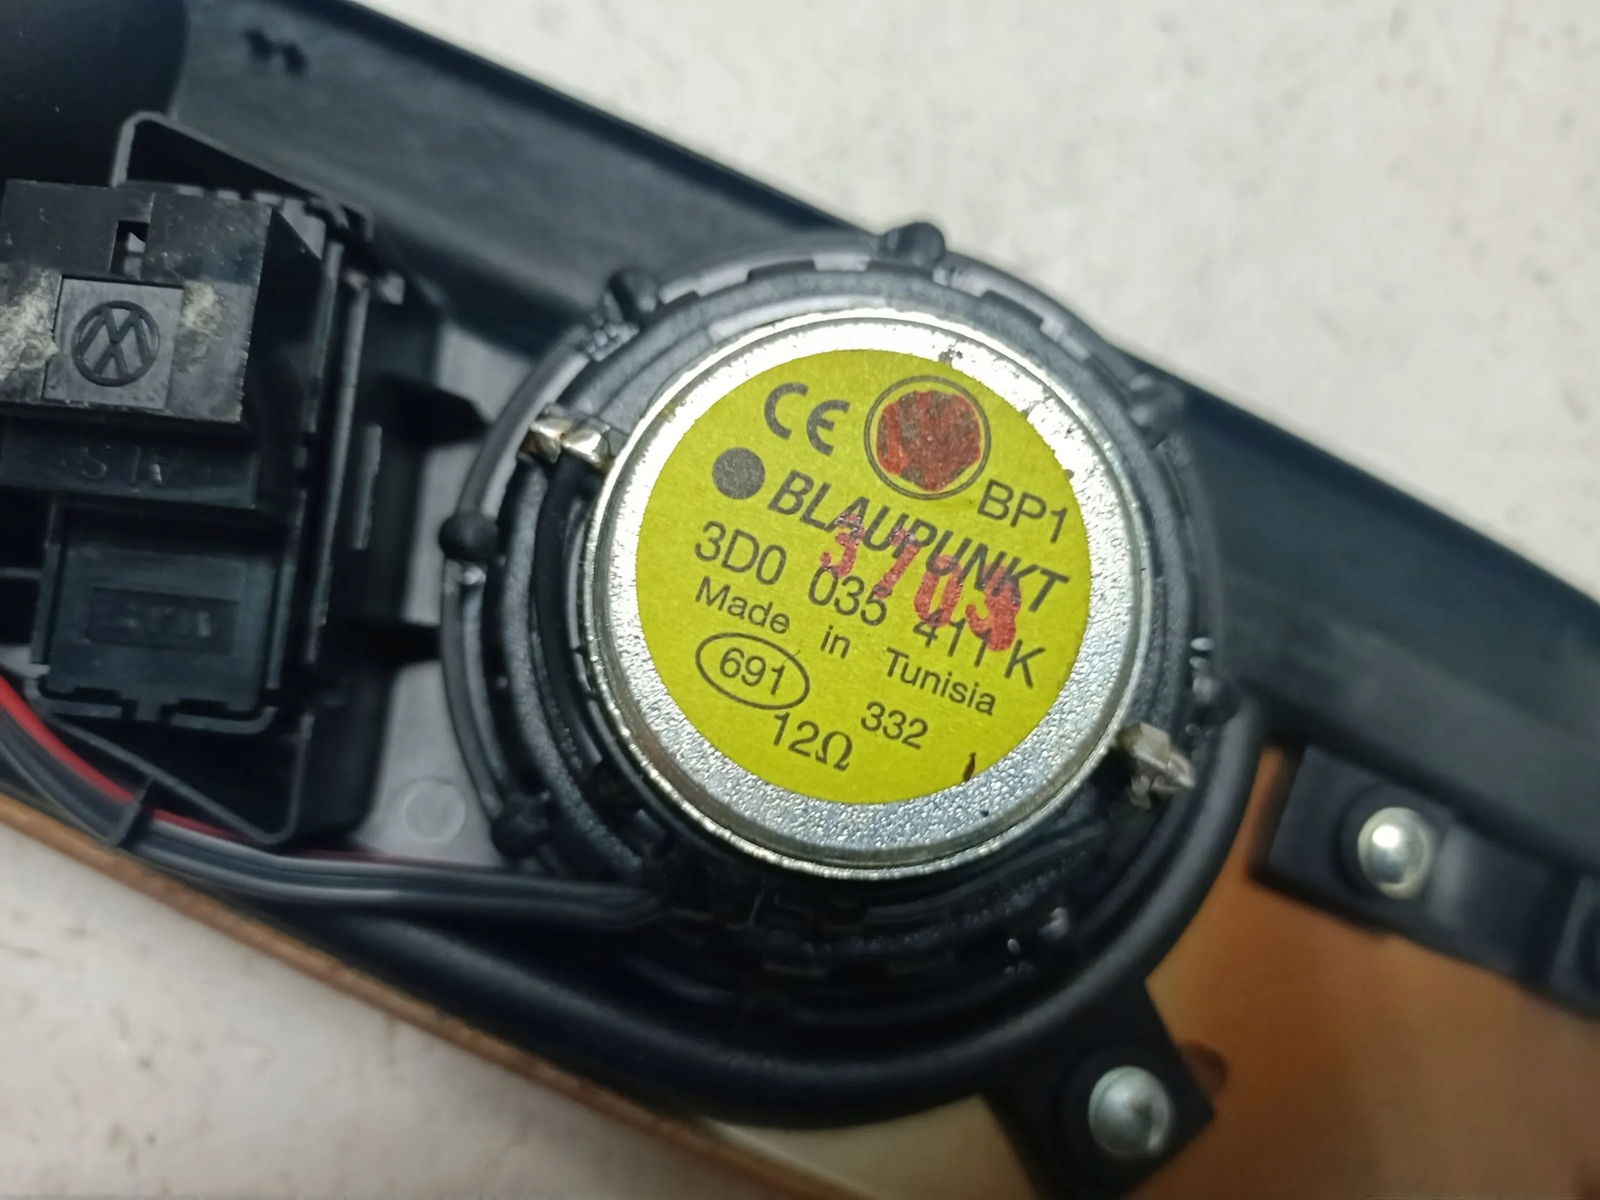 CE
BP1
BLAUPUNKT
3D0 035 411 K
3703
Made in Tunisia
691
332
12Ω